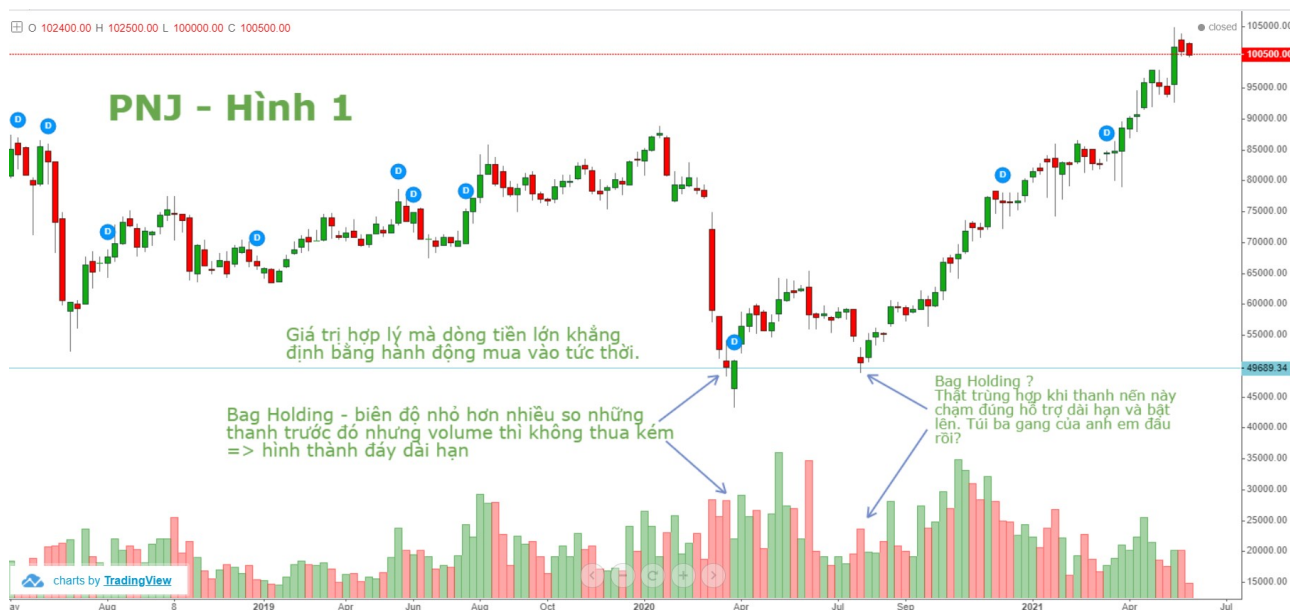 O 102400.00 H 102500.00 L 100000.00 C 100500.00
closed
105000.00
100500.00
95000.00
90000.00
85000.00
80000.00
75000.00
70000.00
65000.00
60000.00
55000.00
49689.34
45000.00
40000.00
35000.00
30000.00
25000.00
20000.00
15000.00
PNJ - Hình 1
D
D
D
D
D
D
D
D
D
D
Giá trị hợp lý mà dòng tiền lớn khẳng
định bằng hành động mua vào tức thời.
Bag Holding - biên độ nhỏ hơn nhiều so những
thanh trước đó nhưng volume thì không thua kém
=> hình thành đáy dài hạn
Bag Holding ?
Thật trùng hợp khi thanh nến này
chạm đúng hỗ trợ dài hạn và bật
lên. Túi ba gang của anh em đâu
rồi?
charts by TradingView
Aug
8
2019
Apr
Jun
Aug
Oct
2020
Apr
Jul
Sep
2021
Apr
Jul